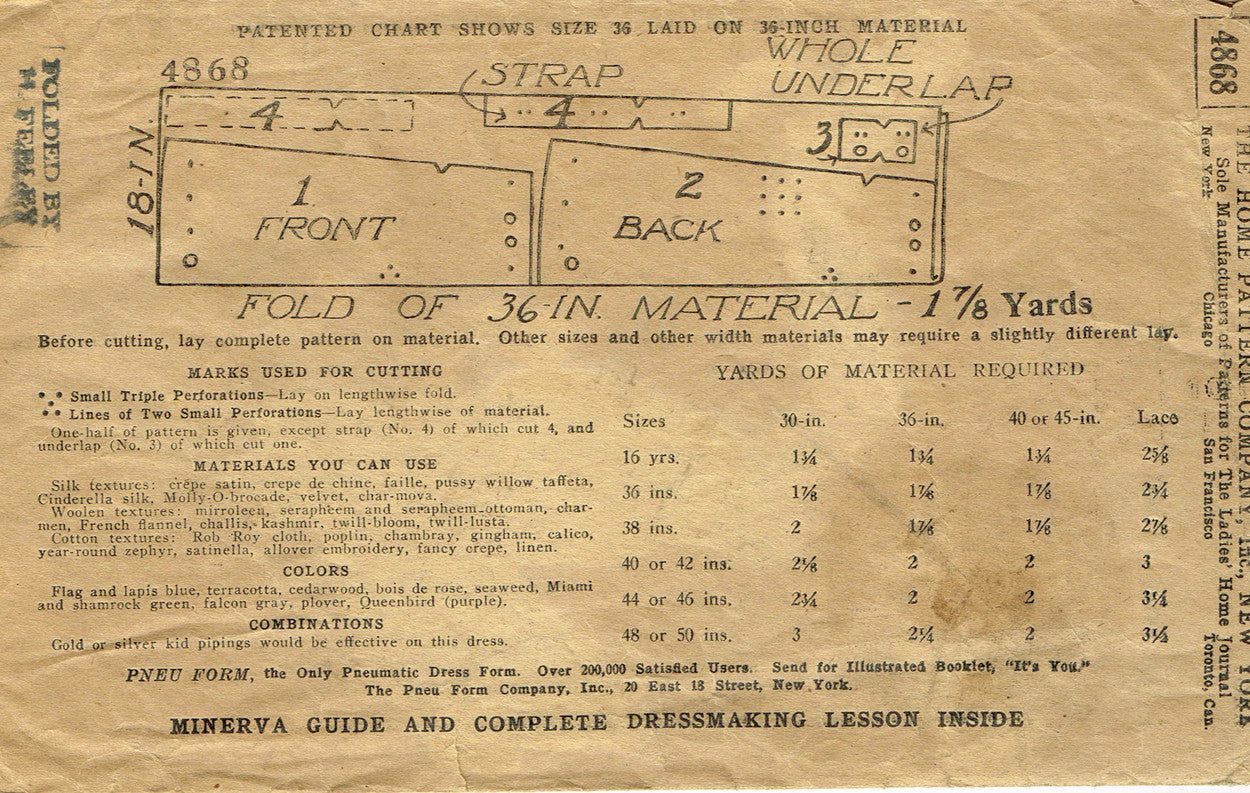 PATENTED CHART SHOWS SIZE 36 LAID ON 36-INCH MATERIAL
4868
STRAP
WHOLE
UNDERLAP
4
4
3
18-IN.
1
FRONT
2
BACK
FOLD OF 36-IN. MATERIAL - 1 7/8 Yards
Before cutting, lay complete pattern on material. Other sizes and other width materials may require a slightly different lay.
MARKS USED FOR CUTTING
Small Triple Perforations—Lay on lengthwise fold.
Lines of Two Small Perforations—Lay lengthwise of material.
One-half of pattern is given, except strap (No. 4) of which cut 4, and
underlap (No. 3) of which cut one.
MATERIALS YOU CAN USE
Silk textures: crêpe satin, crepe de chine, faille, pussy willow taffeta,
Cinderella silk, Molly-O-brocade, velvet, char-mova.
Woolen textures: mirroleen, serapheem and serapheem-ottoman, char-
men, French flannel, challis, kashmir, twill-bloom, twill-lusta.
Cotton textures: Rob Roy cloth, poplin, chambray, gingham, calico,
year-round zephyr, satinella, allover embroidery, fancy crepe, linen.
COLORS
Flag and lapis blue, terracotta, cedarwood, bois de rose, seaweed, Miami
and shamrock green, falcon gray, plover, Queenbird (purple).
COMBINATIONS
Gold or silver kid pipings would be effective on this dress.
YARDS OF MATERIAL REQUIRED
Sizes 30-in. 36-in. 40 or 45-in. Lace
16 yrs. 1¾ 1¾ 1¾ 2⅝
36 ins. 1⅞ 1⅞ 1⅞ 2¾
38 ins. 2 1⅞ 1⅞ 2⅞
40 or 42 ins. 2⅛ 2 2 3
44 or 46 ins. 2¾ 2 2 3¼
48 or 50 ins. 3 2¼ 2 3½
PNEU FORM, the Only Pneumatic Dress Form. Over 200,000 Satisfied Users. Send for Illustrated Booklet, "It's You."
The Pneu Form Company, Inc., 20 East 18 Street, New York.
MINERVA GUIDE AND COMPLETE DRESSMAKING LESSON INSIDE
4868
THE HOME PATTERN COMPANY, Inc., NEW YORK
Sole Manufacturers of Patterns for The Ladies' Home Journal
New York Chicago San Francisco Toronto, Can.
FOLDED BY